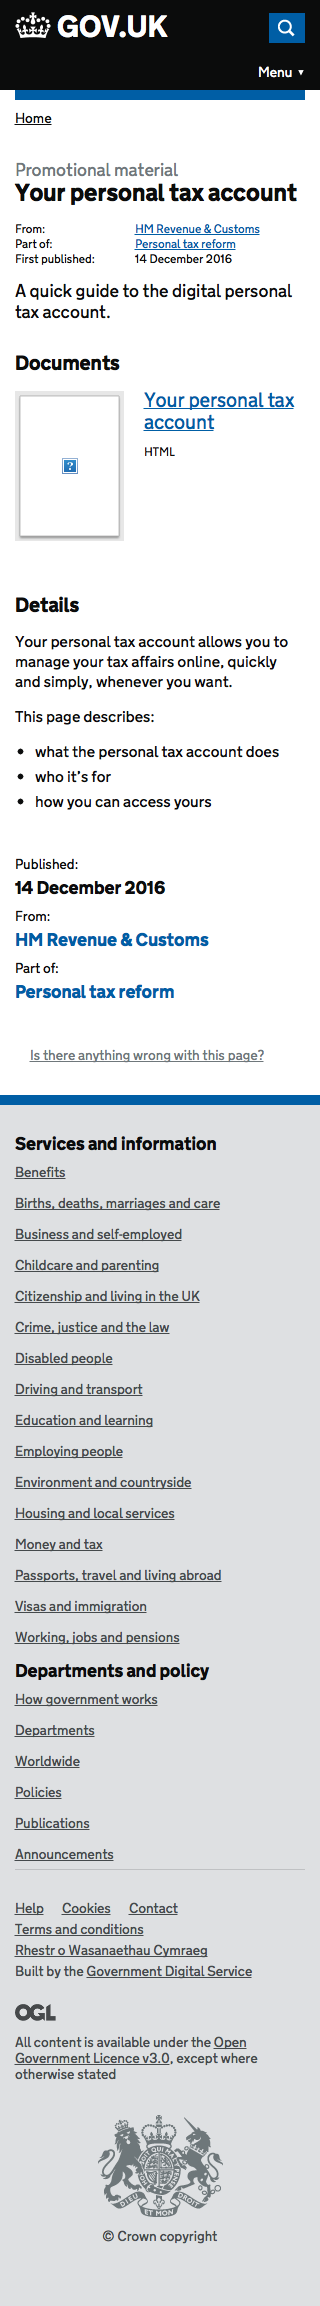 GOV.UK
Menu ▼
Home
Promotional material
Your personal tax account
From: HM Revenue & Customs
Part of: Personal tax reform
First published: 14 December 2016
A quick guide to the digital personal
tax account.
Documents
Your personal tax
account
HTML
Details
Your personal tax account allows you to
manage your tax affairs online, quickly
and simply, whenever you want.
This page describes:
• what the personal tax account does
• who it’s for
• how you can access yours
Published:
14 December 2016
From:
HM Revenue & Customs
Part of:
Personal tax reform
Is there anything wrong with this page?
Services and information
Benefits
Births, deaths, marriages and care
Business and self-employed
Childcare and parenting
Citizenship and living in the UK
Crime, justice and the law
Disabled people
Driving and transport
Education and learning
Employing people
Environment and countryside
Housing and local services
Money and tax
Passports, travel and living abroad
Visas and immigration
Working, jobs and pensions
Departments and policy
How government works
Departments
Worldwide
Policies
Publications
Announcements
Help Cookies Contact
Terms and conditions
Rhestr o Wasanaethau Cymraeg
Built by the Government Digital Service
OGL
All content is available under the Open
Government Licence v3.0, except where
otherwise stated
DIEU ET MON DROIT
© Crown copyright